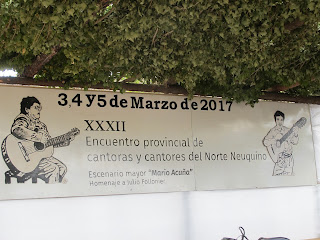 3,4 y 5 de Marzo de 2017
XXXII
Encuentro provincial de
cantoras y cantores del Norte Neuquino
Escenario mayor "Mario Acuña"
Homenaje a Julio Follorner